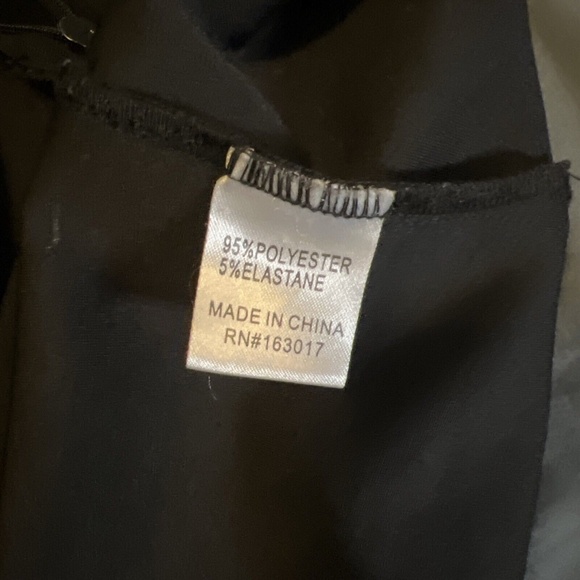 95%POLYESTER
5%ELASTANE
MADE IN CHINA
RN#163017